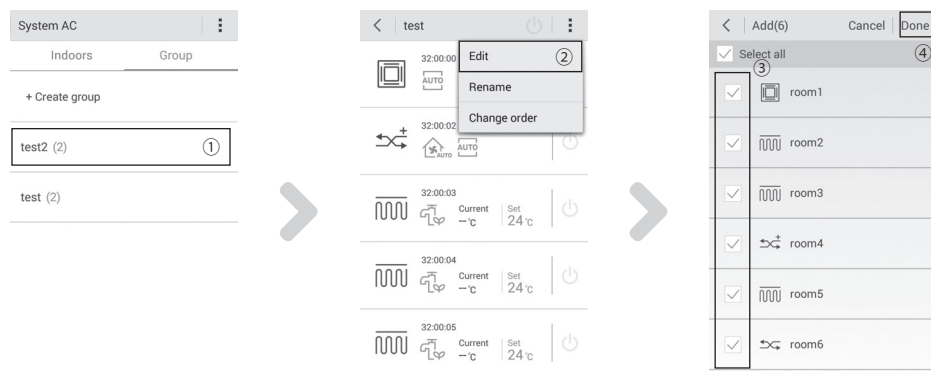 System AC
Indoors Group
+ Create group
test2 (2) ①
test (2)
test
32:00:00
AUTO
Edit ②
Rename
Change order
32:00:02
AUTO AUTO
32:00:03
Current Set
--°C 24°C
32:00:04
Current Set
--°C 24°C
32:00:05
Current Set
--°C 24°C
Add(6) Cancel Done
Select all ④
③
room1
room2
room3
room4
room5
room6